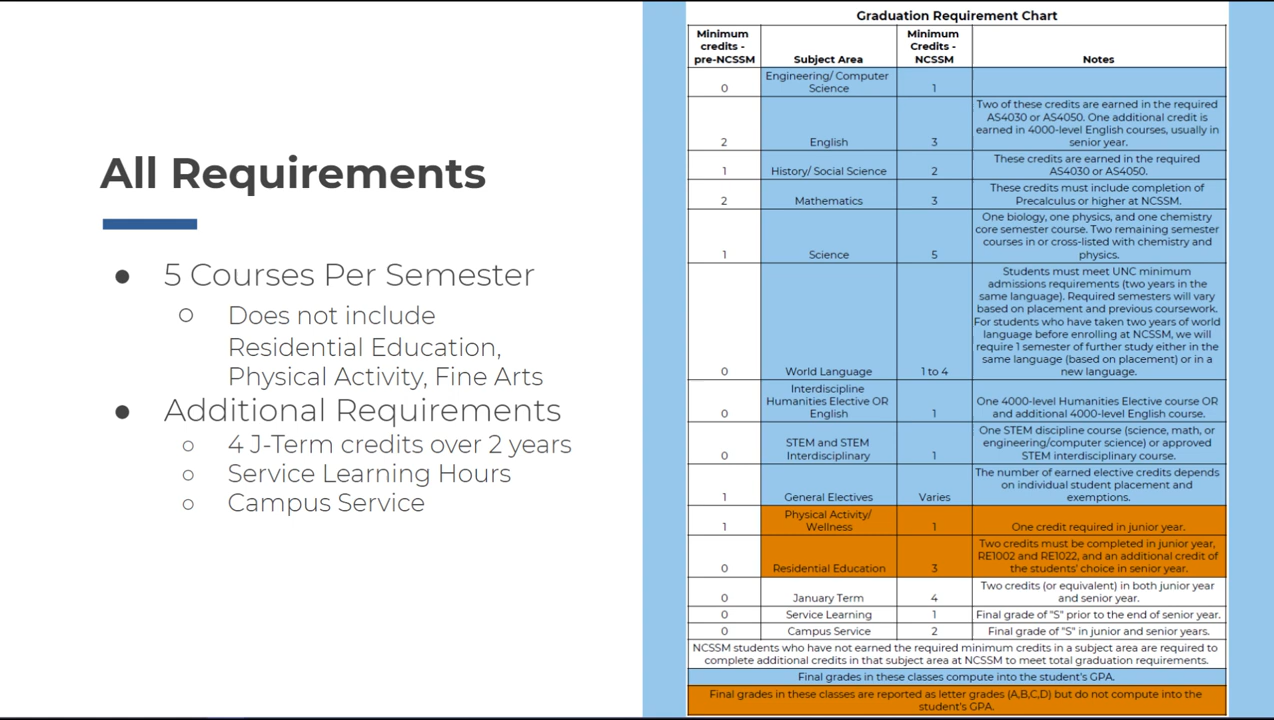 All Requirements
● 5 Courses Per Semester
○ Does not include
Residential Education,
Physical Activity, Fine Arts
● Additional Requirements
○ 4 J-Term credits over 2 years
○ Service Learning Hours
○ Campus Service
Graduation Requirement Chart
Minimum
credits -
pre-NCSSM
Subject Area
Minimum
Credits -
NCSSM
Notes
0
Engineering/ Computer
Science
1
2
English
3
Two of these credits are earned in the required
AS4030 or AS4050. One additional credit is
earned in 4000-level English courses, usually in
senior year.
1
History/ Social Science
2
These credits are earned in the required
AS4030 or AS4050.
2
Mathematics
3
These credits must include completion of
Precalculus or higher at NCSSM.
1
Science
5
One biology, one physics, and one chemistry
core semester course. Two remaining semester
courses in or cross-listed with chemistry and
physics.
0
World Language
1 to 4
Students must meet UNC minimum
admissions requirements (two years in the
same language). Required semesters will vary
based on placement and previous coursework.
For students who have taken two years of world
language before enrolling at NCSSM, we will
require 1 semester of further study either in the
same language (based on placement) or in a
new language.
0
Interdiscipline
Humanities Elective OR
English
1
One 4000-level Humanities Elective course OR
and additional 4000-level English course.
0
STEM and STEM
Interdisciplinary
1
One STEM discipline course (science, math, or
engineering/computer science) or approved
STEM interdisciplinary course.
1
General Electives
Varies
The number of earned elective credits depends
on individual student placement and
exemptions.
1
Physical Activity/
Wellness
1
One credit required in junior year.
0
Residential Education
3
Two credits must be completed in junior year,
RE1002 and RE1022, and an additional credit of
the students' choice in senior year.
0
January Term
4
Two credits (or equivalent) in both junior year
and senior year.
0
Service Learning
1
Final grade of "S" prior to the end of senior year.
0
Campus Service
2
Final grade of "S" in junior and senior years.
NCSSM students who have not earned the required minimum credits in a subject area are required to
complete additional credits in that subject area at NCSSM to meet total graduation requirements.
Final grades in these classes compute into the student's GPA.
Final grades in these classes are reported as letter grades (A,B,C,D) but do not compute into the
student's GPA.